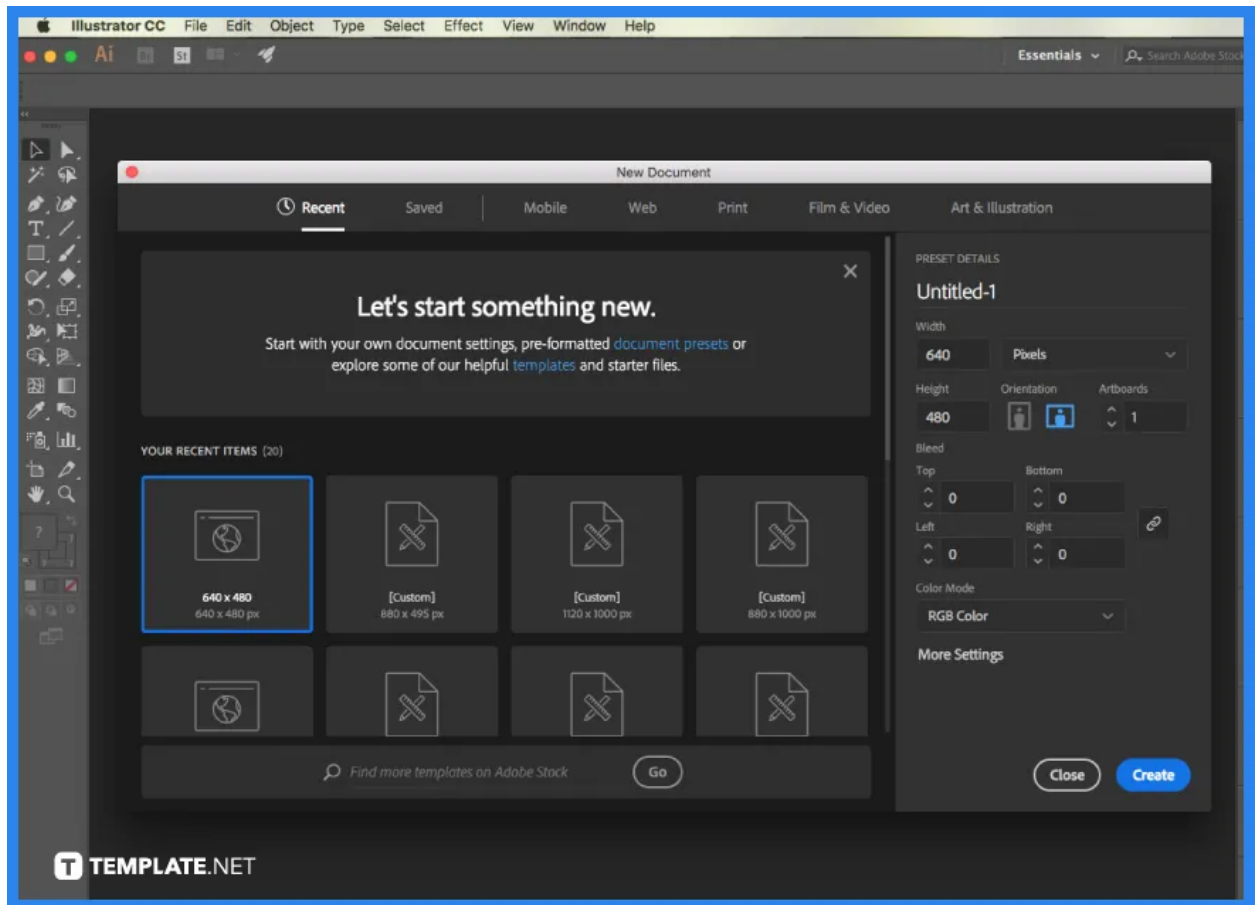 Illustrator CC File Edit Object Type Select Effect View Window Help
Ai Br St Essentials Search Adobe Stock
New Document
Recent Saved Mobile Web Print Film & Video Art & Illustration
Let's start something new.
Start with your own document settings, pre-formatted document presets or
explore some of our helpful templates and starter files.
YOUR RECENT ITEMS (20)
640 x 480
640 x 480 px
[Custom]
880 x 495 px
[Custom]
1120 x 1000 px
[Custom]
880 x 1000 px
Find more templates on Adobe Stock Go
PRESET DETAILS
Untitled-1
Width
640 Pixels
Height Orientation Artboards
480 1
Bleed
Top Bottom
0 0
Left Right
0 0
Color Mode
RGB Color
More Settings
Close Create
T TEMPLATE.NET